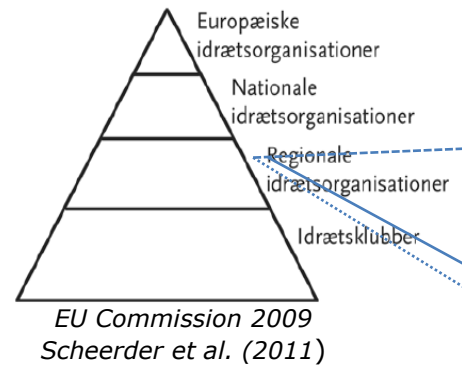 Europæiske
idrætsorganisationer
Nationale
idrætsorganisationer
Regionale
idrætsorganisationer
Idrætsklubber
EU Commission 2009
Scheerder et al. (2011)